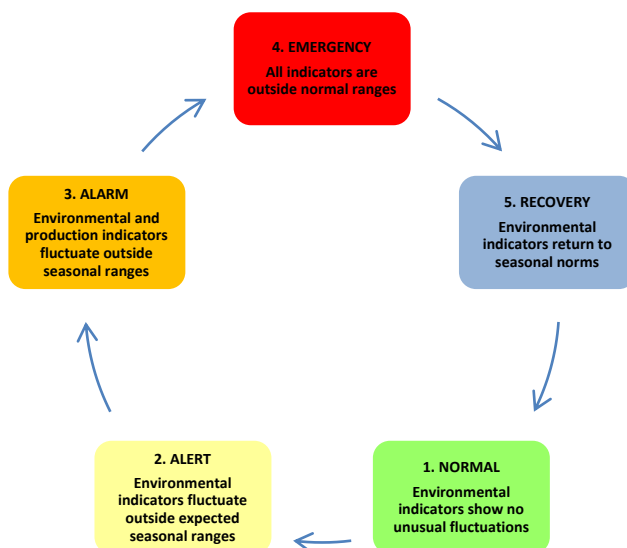 4. EMERGENCY
All indicators are
outside normal ranges
3. ALARM
Environmental and
production indicators
fluctuate outside
seasonal ranges
5. RECOVERY
Environmental
indicators return to
seasonal norms
2. ALERT
Environmental
indicators fluctuate
outside expected
seasonal ranges
1. NORMAL
Environmental
indicators show no
unusual fluctuations